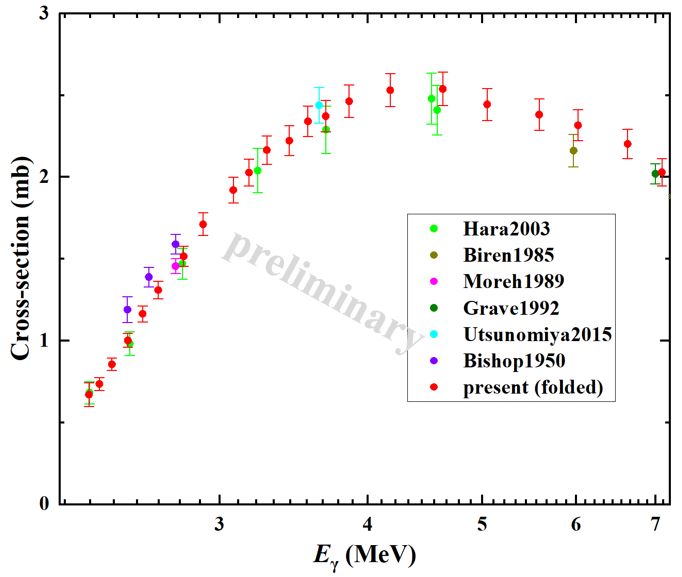 3
2
1
0
Cross-section (mb)
preliminary
Hara2003
Biren1985
Moreh1989
Grave1992
Utsunomiya2015
Bishop1950
present (folded)
3 4 5 6 7
Eγ (MeV)